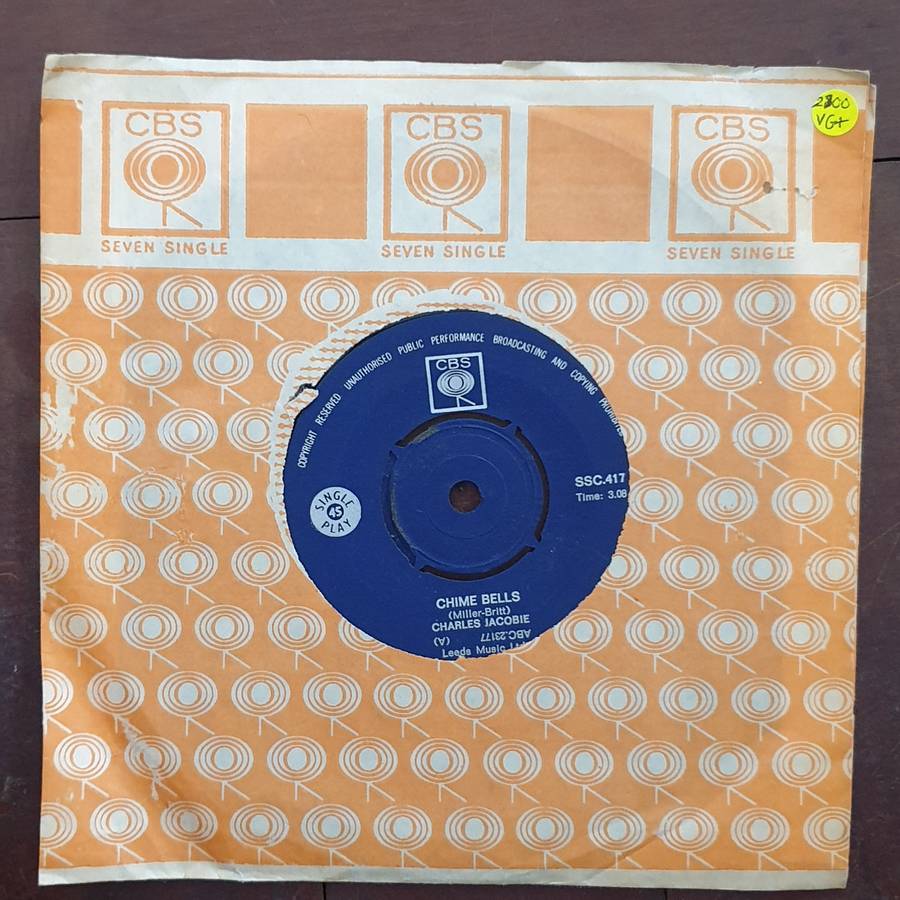 CBS
CBS
CBS
SEVEN SINGLE
SEVEN SINGLE
SEVEN SINGLE
VG+
COPYRIGHT RESERVED UNAUTHORISED PUBLIC PERFORMANCE BROADCASTING AND COPYING PROHIBITED
CBS
SSC.417
Time: 3.08
SINGLE
45
PLAY
CHIME BELLS
(Miller-Britt)
CHARLES JACOBIE
(A) ABC.23177
Leeds Music